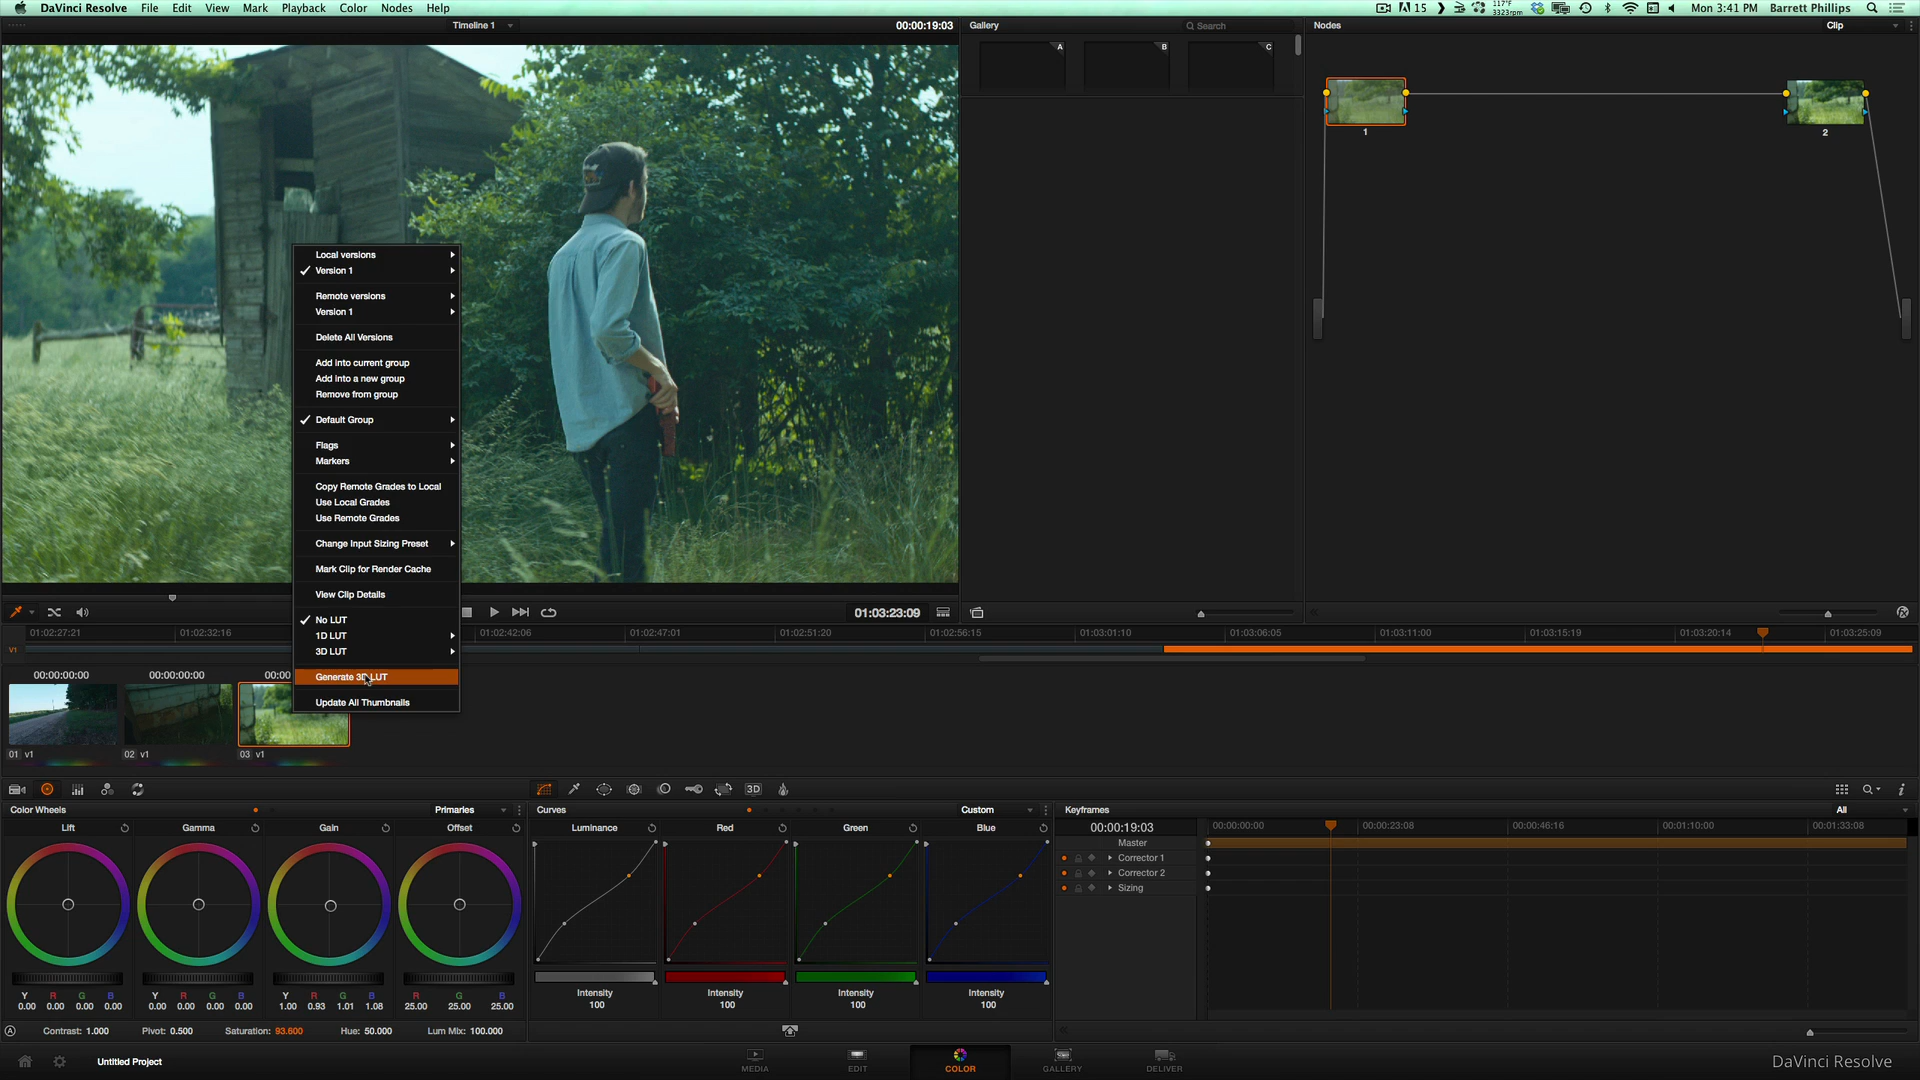 DaVinci Resolve File Edit View Mark Playback Color Nodes Help
15 117°F 3323rpm Mon 3:41 PM Barrett Phillips
Timeline 1 00:00:19:03
Gallery Search
Nodes Clip
A B C
1 2
Local versions
Version 1
Remote versions
Version 1
Delete All Versions
Add into current group
Add into a new group
Remove from group
Default Group
Flags
Markers
Copy Remote Grades to Local
Use Local Grades
Use Remote Grades
Change Input Sizing Preset
Mark Clip for Render Cache
View Clip Details
No LUT
1D LUT
3D LUT
Generate 3D LUT
Update All Thumbnails
01:03:23:09
01:02:27:21 01:02:32:16 01:02:42:06 01:02:47:01 01:02:51:20 01:02:56:15 01:03:01:10 01:03:06:05 01:03:11:00 01:03:15:19 01:03:20:14 01:03:25:09
V1
00:00:00:00 00:00:00:00 00:00
01 v1 02 v1 03 v1
3D
Color Wheels Primaries
Lift Gamma Gain Offset
Y R G B Y R G B Y R G B R G B
0.00 0.00 0.00 0.00 0.00 0.00 0.00 0.00 1.00 0.93 1.01 1.08 25.00 25.00 25.00
A Contrast: 1.000 Pivot: 0.500 Saturation: 93.600 Hue: 50.000 Lum Mix: 100.000
Curves Custom
Luminance Red Green Blue
Intensity Intensity Intensity Intensity
100 100 100 100
Keyframes All
00:00:19:03 00:00:00:00 00:00:23:08 00:00:46:16 00:01:10:00 00:01:33:08
Master
Corrector 1
Corrector 2
Sizing
Untitled Project
MEDIA EDIT COLOR GALLERY DELIVER
DaVinci Resolve